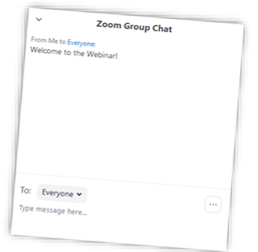 Zoom Group Chat
From Me to Everyone:
Welcome to the Webinar!
To: Everyone
Type message here...